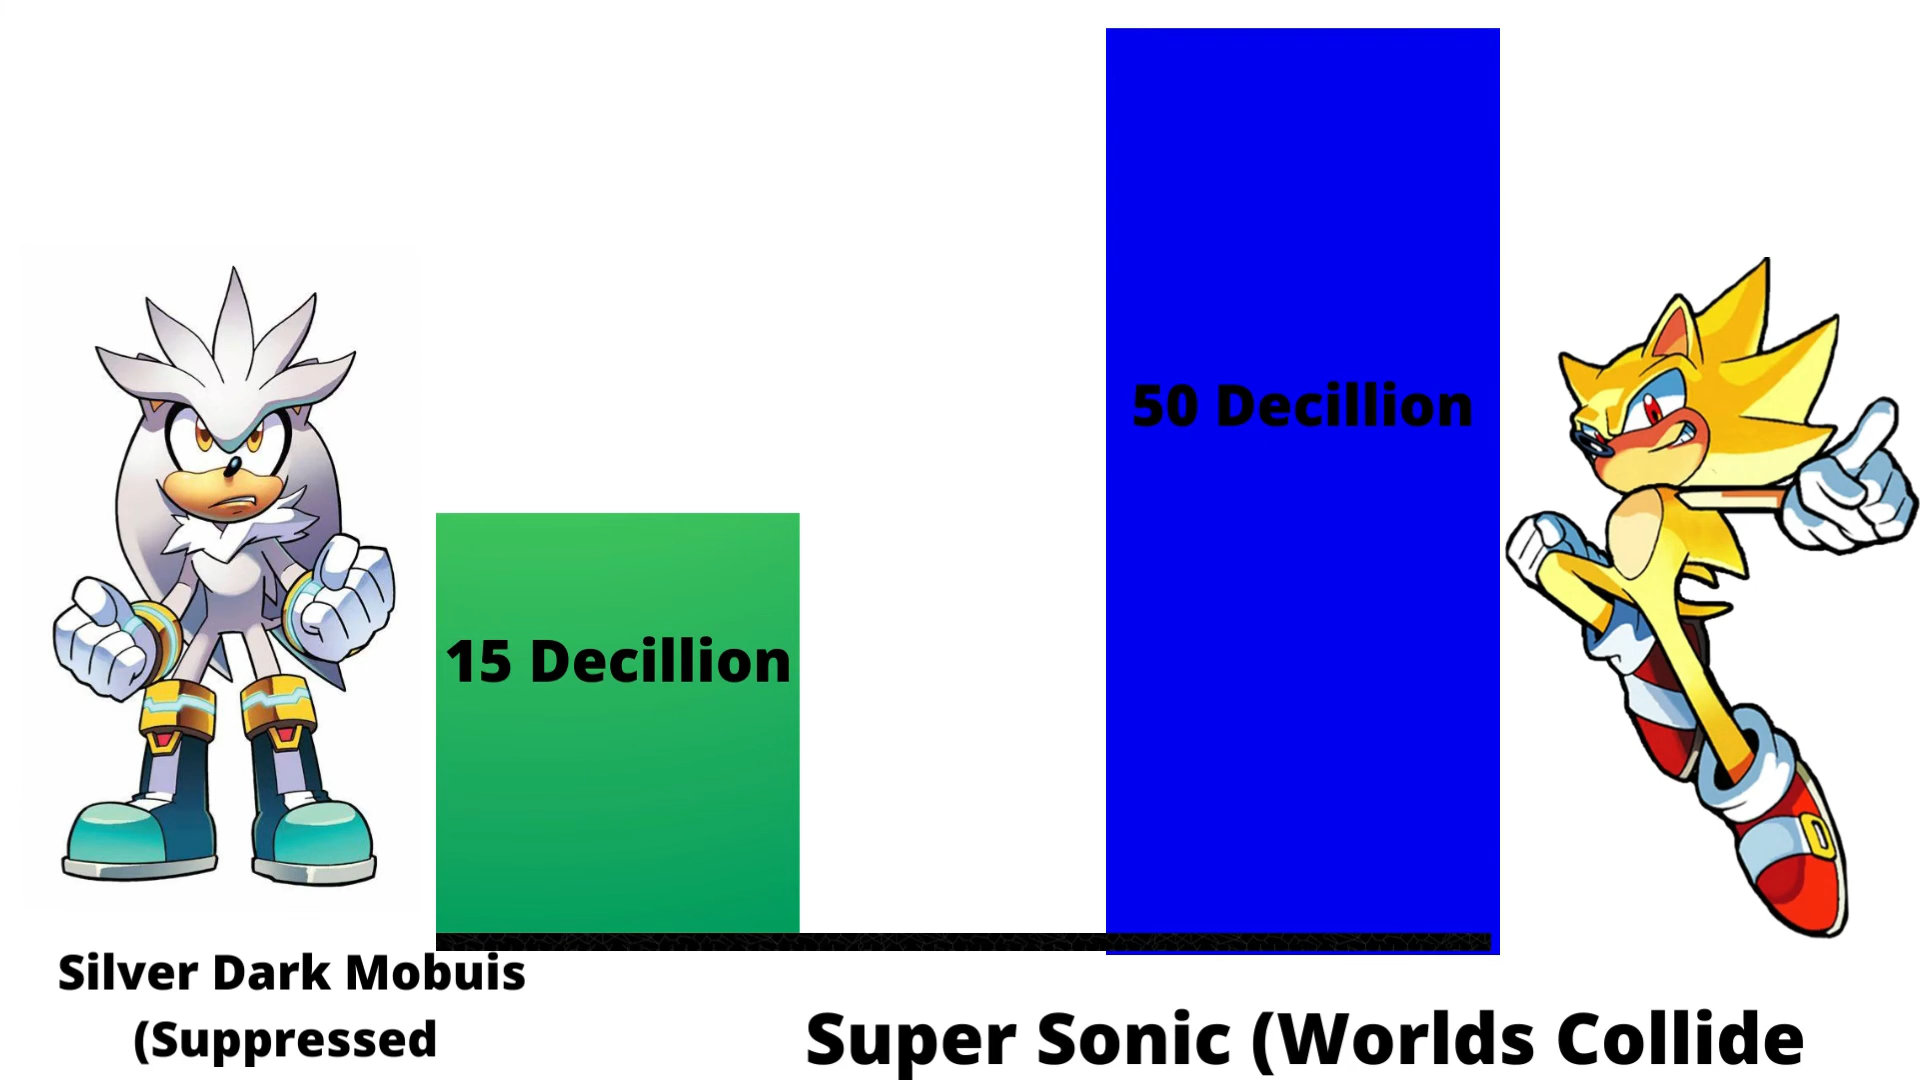 50 Decillion
15 Decillion
Silver Dark Mobuis
(Suppressed
Super Sonic (Worlds Collide